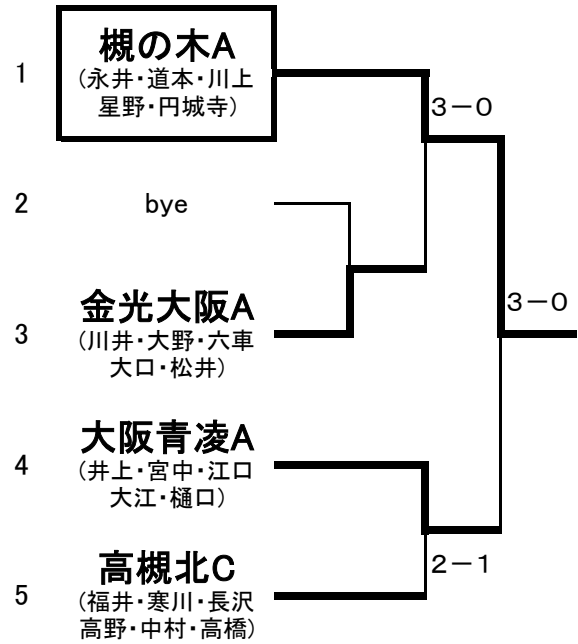 槻の木A
1
(永井・道本・川上
星野・円城寺)
3－0
2
bye
金光大阪A
3
(川井・大野・六車
大口・松井)
3－0
大阪青凌A
4
(井上・宮中・江口
大江・樋口)
2－1
高槻北C
5
(福井・寒川・長沢
高野・中村・高橋)